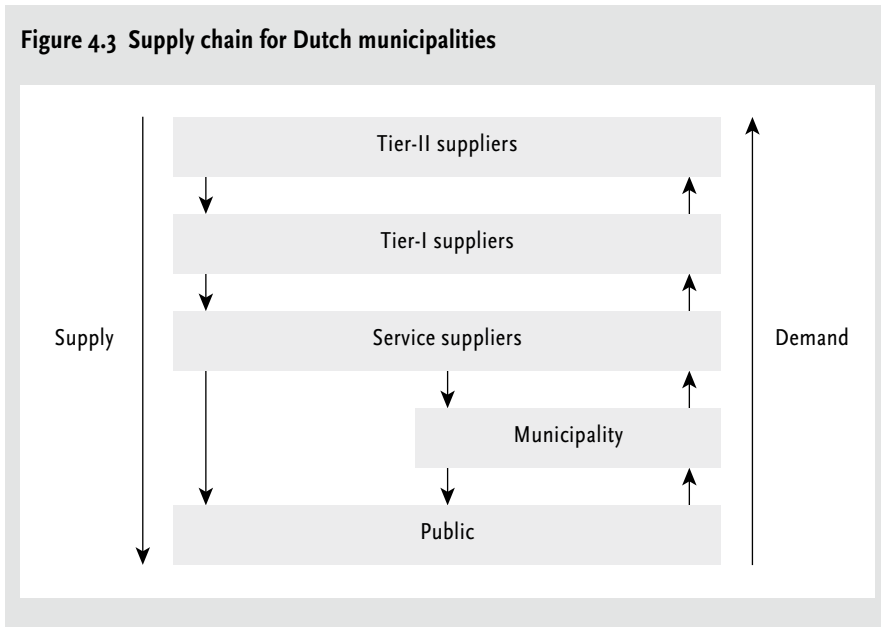 Figure 4.3 Supply chain for Dutch municipalities
Tier-II suppliers
Tier-I suppliers
Supply
Service suppliers
Demand
Municipality
Public